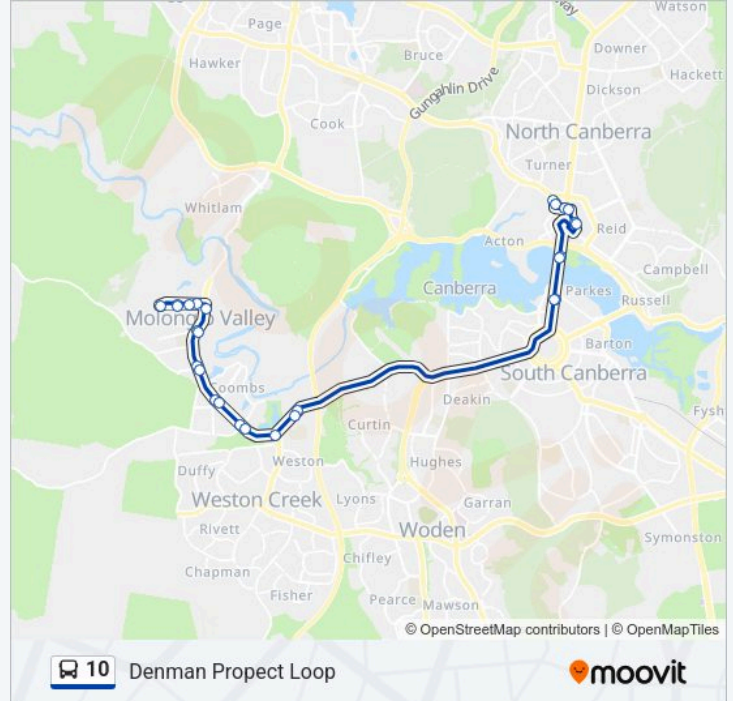 Page
way
Watson
Hawker
Bruce
Downer
Gungahlin Drive
Hackett
Dickson
Cook
North Canberra
Turner
Whitlam
Reid
Acton
Campbell
Canberra
Parkes
Russell
Molonglo Valley
Barton
South Canberra
Coombs
Deakin
Fysh
Curtin
Weston
Hughes
Duffy
Weston Creek
Lyons
Garran
Rivett
Woden
Symonston
Chifley
Chapman
Fisher
Pearce
Mawson
© OpenStreetMap contributors | © OpenMapTiles
10 Denman Propect Loop
moovit